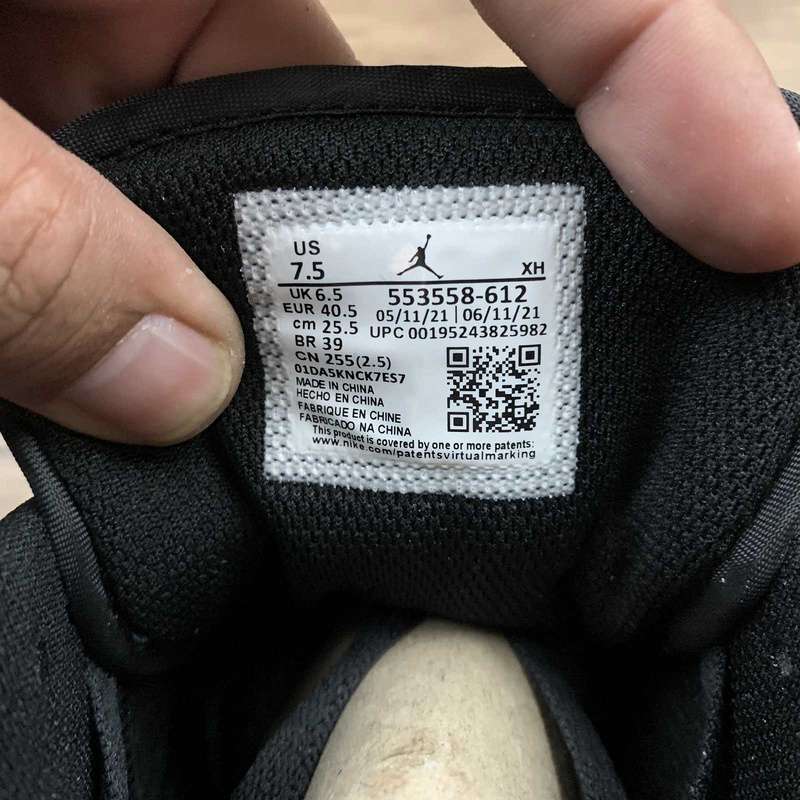 US
7.5 XH
UK 6.5 553558-612
EUR 40.5 05/11/21 | 06/11/21
cm 25.5 UPC 00195243825982
BR 39
CN 255(2.5)
01DA5KNCK7ES7
MADE IN CHINA
HECHO EN CHINA
FABRIQUE EN CHINE
FABRICADO NA CHINA
This product is covered by one or more patents:
www.nike.com/patentsvirtualmarking